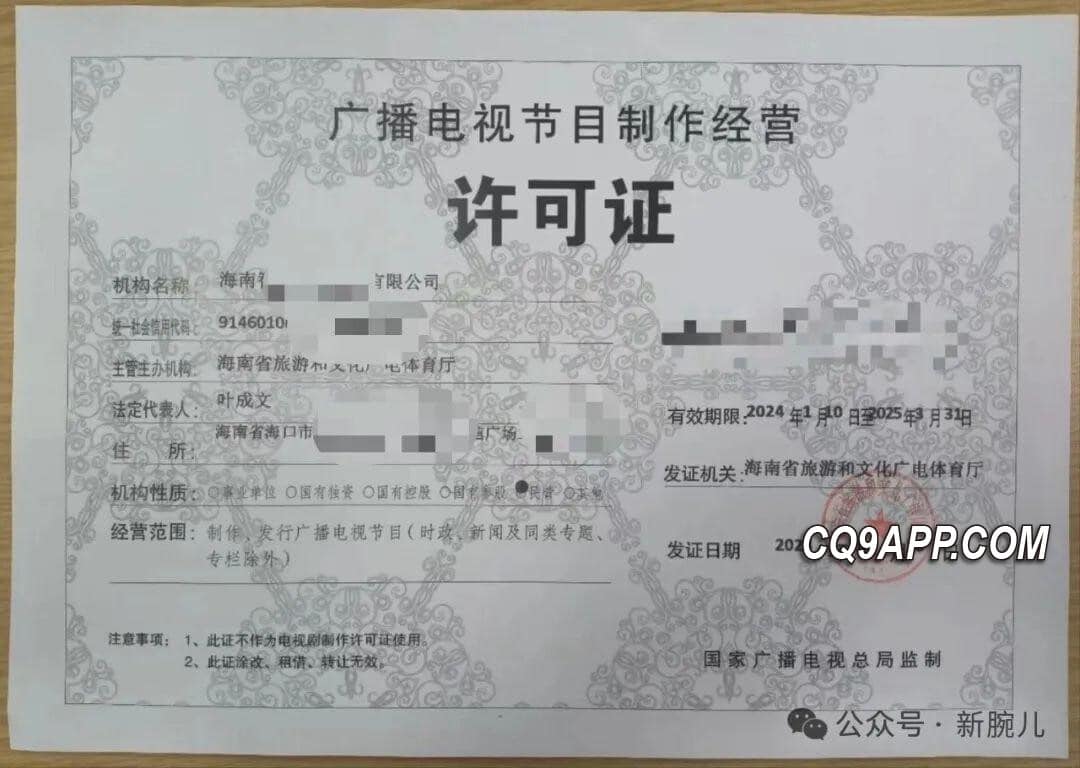 广播电视节目制作经营
许可证
机构名称: 海南 有限公司
统一社会信用代码: 9146010
主管主办机构: 海南省旅游和文化广电体育厅
法定代表人: 叶成文
住 所: 海南省海口市 广场
机构性质: ○事业单位 ○国有独资 ○国有控股 ○国有参股 ●民营 ○其他
经营范围: 制作、发行广播电视节目(时政、新闻及同类专题、
专栏除外)
注意事项: 1、此证不作为电视剧制作许可证使用。
2、此证涂改、租借、转让无效。
有效期限: 2024 年 1 月 10 日至 2025 年 3 月 31 日
发证机关: 海南省旅游和文化广电体育厅
发证日期 202
CQ9APP.COM
国家广播电视总局监制
公众号 · 新腕儿